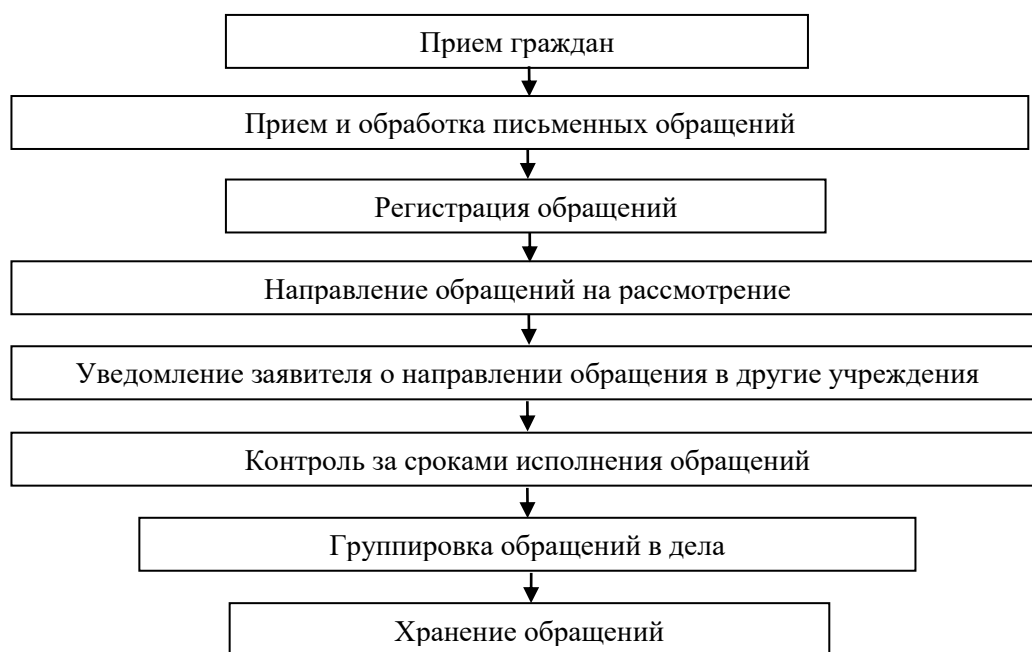 Прием граждан
Прием и обработка письменных обращений
Регистрация обращений
Направление обращений на рассмотрение
Уведомление заявителя о направлении обращения в другие учреждения
Контроль за сроками исполнения обращений
Группировка обращений в дела
Хранение обращений